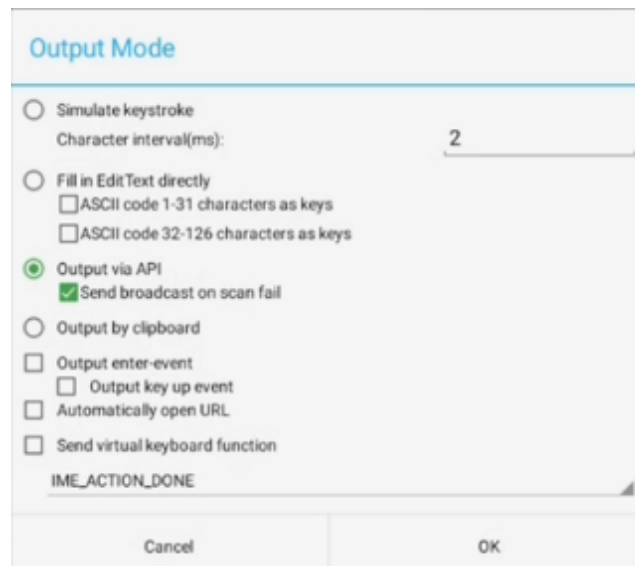 Output Mode
Simulate keystroke
Character interval(ms): 2
Fill in EditText directly
ASCII code 1-31 characters as keys
ASCII code 32-126 characters as keys
Output via API
Send broadcast on scan fail
Output by clipboard
Output enter-event
Output key up event
Automatically open URL
Send virtual keyboard function
IME_ACTION_DONE
Cancel OK